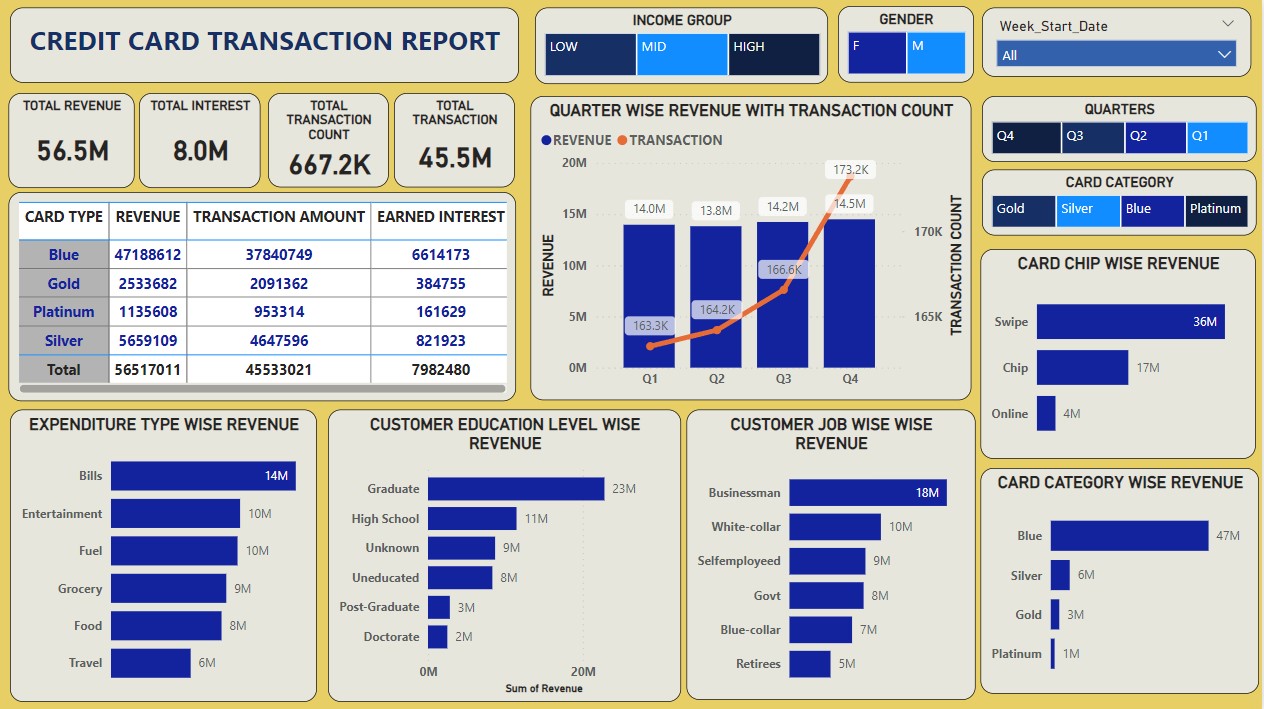 CREDIT CARD TRANSACTION REPORT
INCOME GROUP
LOW MID HIGH
GENDER
F M
Week_Start_Date
All
TOTAL REVENUE
56.5M
TOTAL INTEREST
8.0M
TOTAL
TRANSACTION
COUNT
667.2K
TOTAL
TRANSACTION
45.5M
CARD TYPE REVENUE TRANSACTION AMOUNT EARNED INTEREST
Blue 47188612 37840749 6614173
Gold 2533682 2091362 384755
Platinum 1135608 953314 161629
Silver 5659109 4647596 821923
Total 56517011 45533021 7982480
QUARTER WISE REVENUE WITH TRANSACTION COUNT
REVENUE TRANSACTION
REVENUE
20M
15M
10M
5M
0M
14.0M 13.8M 14.2M 14.5M
163.3K 164.2K 166.6K 173.2K
Q1 Q2 Q3 Q4
170K
165K
TRANSACTION COUNT
QUARTERS
Q4 Q3 Q2 Q1
CARD CATEGORY
Gold Silver Blue Platinum
CARD CHIP WISE REVENUE
Swipe 36M
Chip 17M
Online 4M
EXPENDITURE TYPE WISE REVENUE
Bills 14M
Entertainment 10M
Fuel 10M
Grocery 9M
Food 8M
Travel 6M
CUSTOMER EDUCATION LEVEL WISE
REVENUE
Graduate 23M
High School 11M
Unknown 9M
Uneducated 8M
Post-Graduate 3M
Doctorate 2M
0M 20M
Sum of Revenue
CUSTOMER JOB WISE WISE
REVENUE
Businessman 18M
White-collar 10M
Selfemployeed 9M
Govt 8M
Blue-collar 7M
Retirees 5M
CARD CATEGORY WISE REVENUE
Blue 47M
Silver 6M
Gold 3M
Platinum 1M